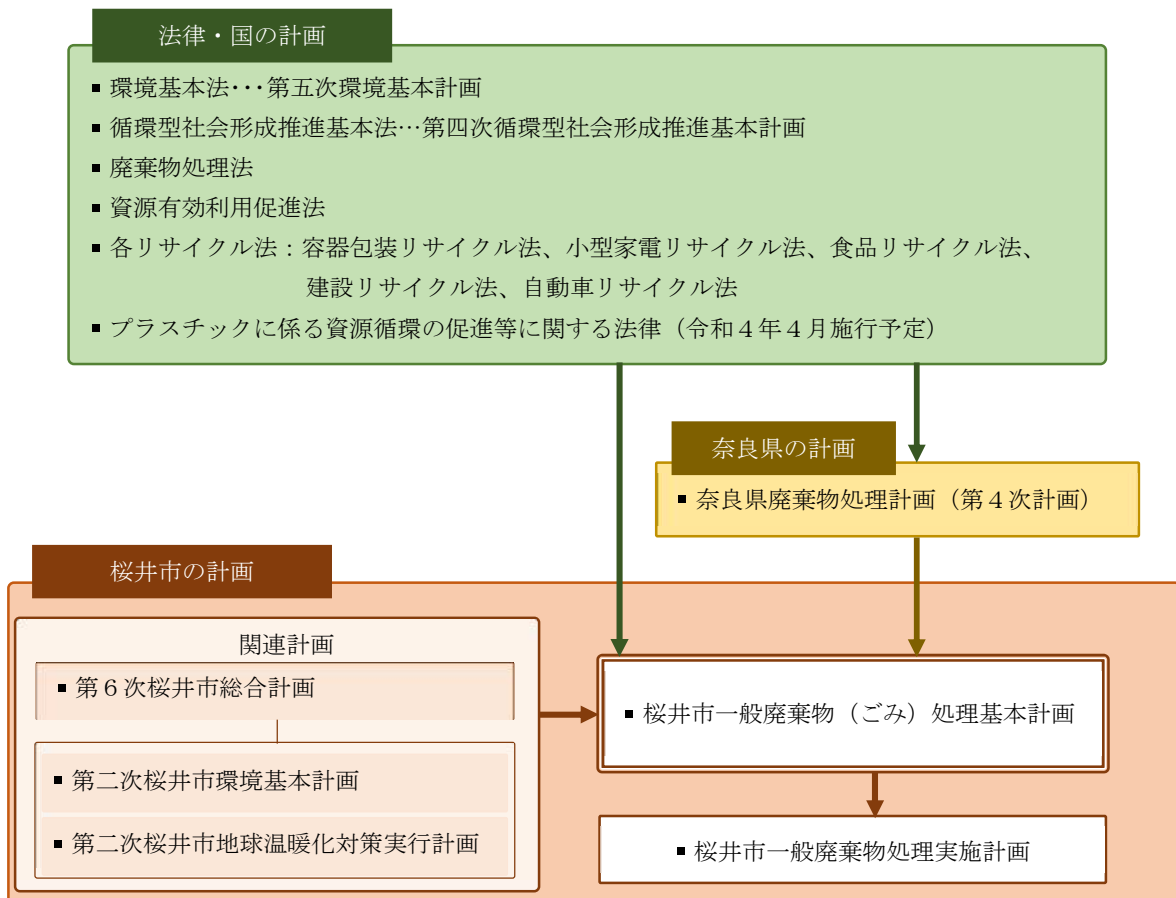 法律・国の計画
▪ 環境基本法･･･第五次環境基本計画
▪ 循環型社会形成推進基本法…第四次循環型社会形成推進基本計画
▪ 廃棄物処理法
▪ 資源有効利用促進法
▪ 各リサイクル法：容器包装リサイクル法、小型家電リサイクル法、食品リサイクル法、
建設リサイクル法、自動車リサイクル法
▪ プラスチックに係る資源循環の促進等に関する法律（令和４年４月施行予定）
奈良県の計画
▪ 奈良県廃棄物処理計画（第４次計画）
桜井市の計画
関連計画
▪ 第６次桜井市総合計画
▪ 第二次桜井市環境基本計画
▪ 第二次桜井市地球温暖化対策実行計画
▪ 桜井市一般廃棄物（ごみ）処理基本計画
▪ 桜井市一般廃棄物処理実施計画